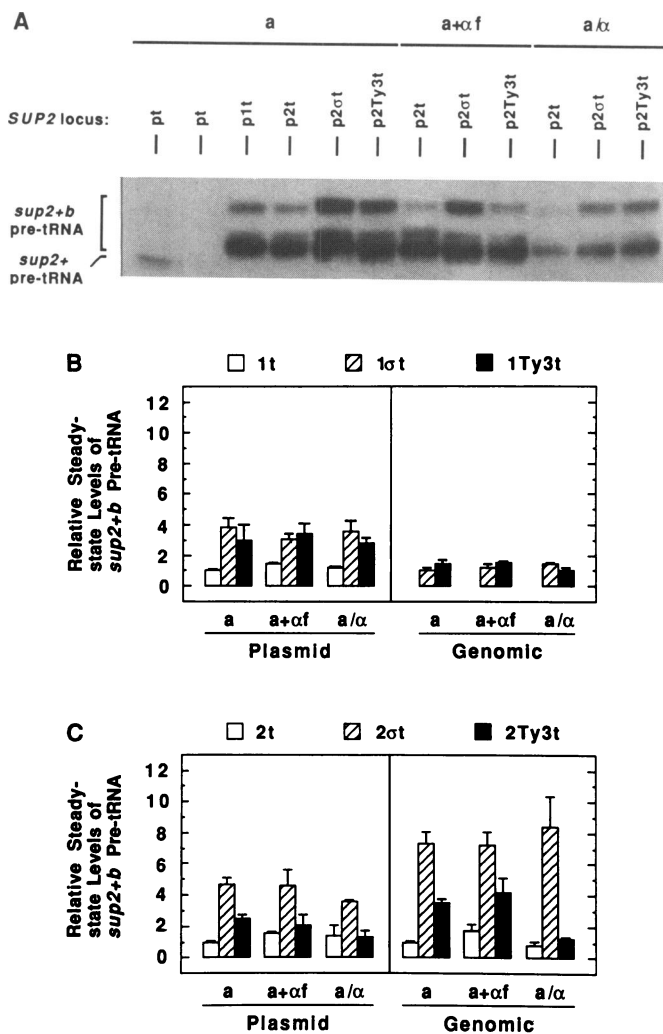 A
a a+αf a/α
SUP2 locus: pt pt p1t p2t p2σt p2Ty3t p2t p2σt p2Ty3t p2t p2σt p2Ty3t
sup2+b
pre-tRNA
sup2+
pre-tRNA
B
1t 1σt 1Ty3t
Relative Steady-
state Levels of
sup2+b Pre-tRNA
12
10
8
6
4
2
0
a a+αf a/α a a+αf a/α
Plasmid Genomic
C
2t 2σt 2Ty3t
Relative Steady-
state Levels of
sup2+b Pre-tRNA
12
10
8
6
4
2
0
a a+αf a/α a a+αf a/α
Plasmid Genomic